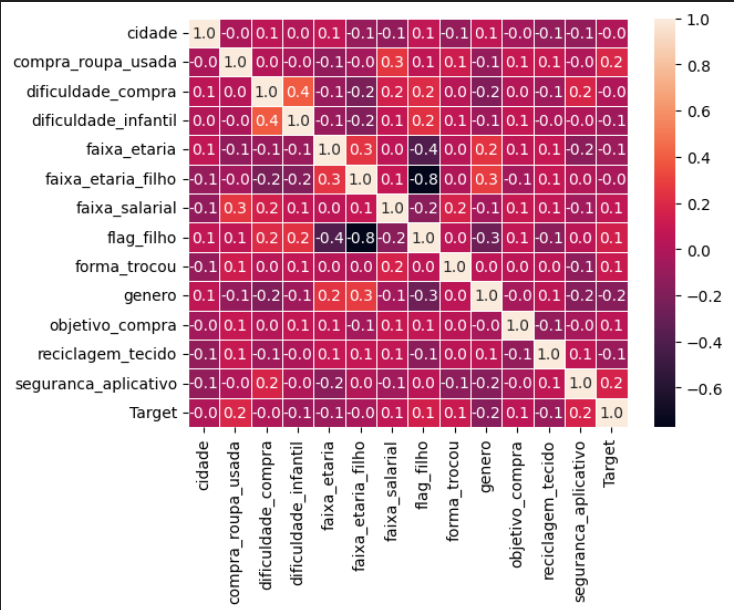 cidade 1.0 -0.0 0.1 0.0 0.1 -0.1 -0.1 0.1 -0.1 0.1 -0.0 -0.1 -0.1 -0.0
compra_roupa_usada -0.0 1.0 0.0 -0.0 -0.1 -0.0 0.3 0.1 0.1 -0.1 0.1 0.1 -0.0 0.2
dificuldade_compra 0.1 0.0 1.0 0.4 -0.1 -0.2 0.2 0.2 0.0 -0.2 0.0 -0.1 0.2 -0.0
dificuldade_infantil 0.0 -0.0 0.4 1.0 -0.1 -0.2 0.1 0.2 0.1 -0.1 0.1 -0.0 -0.0 -0.1
faixa_etaria 0.1 -0.1 -0.1 -0.1 1.0 0.3 0.0 -0.4 0.0 0.2 0.1 0.1 -0.2 -0.1
faixa_etaria_filho -0.1 -0.0 -0.2 -0.2 0.3 1.0 0.1 -0.8 0.0 0.3 -0.1 0.1 0.0 -0.0
faixa_salarial -0.1 0.3 0.2 0.1 0.0 0.1 1.0 -0.2 0.2 -0.1 0.1 0.1 -0.1 0.1
flag_filho 0.1 0.1 0.2 0.2 -0.4 -0.8 -0.2 1.0 0.0 -0.3 0.1 -0.1 0.0 0.1
forma_trocou -0.1 0.1 0.0 0.1 0.0 0.0 0.2 0.0 1.0 0.0 0.0 0.0 -0.1 0.1
genero 0.1 -0.1 -0.2 -0.1 0.2 0.3 -0.1 -0.3 0.0 1.0 -0.0 0.1 -0.2 -0.2
objetivo_compra -0.0 0.1 0.0 0.1 0.1 -0.1 0.1 0.1 0.0 -0.0 1.0 -0.1 -0.0 0.1
reciclagem_tecido -0.1 0.1 -0.1 -0.0 0.1 0.1 0.1 -0.1 0.0 0.1 -0.1 1.0 0.1 -0.1
seguranca_aplicativo -0.1 -0.0 0.2 -0.0 -0.2 0.0 -0.1 0.0 -0.1 -0.2 -0.0 0.1 1.0 0.2
Target -0.0 0.2 -0.0 -0.1 -0.1 -0.0 0.1 0.1 0.1 -0.2 0.1 -0.1 0.2 1.0
cidade
compra_roupa_usada
dificuldade_compra
dificuldade_infantil
faixa_etaria
faixa_etaria_filho
faixa_salarial
flag_filho
forma_trocou
genero
objetivo_compra
reciclagem_tecido
seguranca_aplicativo
Target
1.0
0.8
0.6
0.4
0.2
0.0
−0.2
−0.4
−0.6